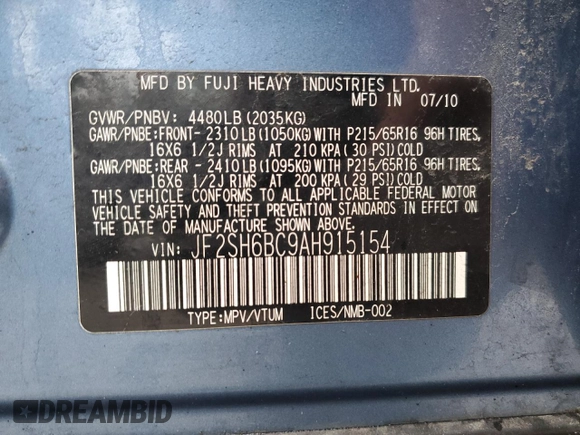 MFD BY FUJI HEAVY INDUSTRIES LTD.
MFD IN 07/10
GVWR/PNBV: 4480LB(2035KG)
GAWR/PNBE:FRONT- 2310LB(1050KG)WITH P215/65R16 96H TIRES,
16X6 1/2J RIMS AT 210 KPA(30 PSI)COLD
GAWR/PNBE:REAR - 2410LB(1095KG)WITH P215/65R16 96H TIRES,
16X6 1/2J RIMS AT 200 KPA(29 PSI)COLD
THIS VEHICLE CONFORMS TO ALL APPLICABLE FEDERAL MOTOR
VEHICLE SAFETY AND THEFT PREVENTION STANDARDS IN EFFECT ON
THE DATE OF MANUFACTURE SHOWN ABOVE.
VIN: JF2SH6BC9AH915154
TYPE:MPV/VTUM ICES/NMB-002
DREAMBID